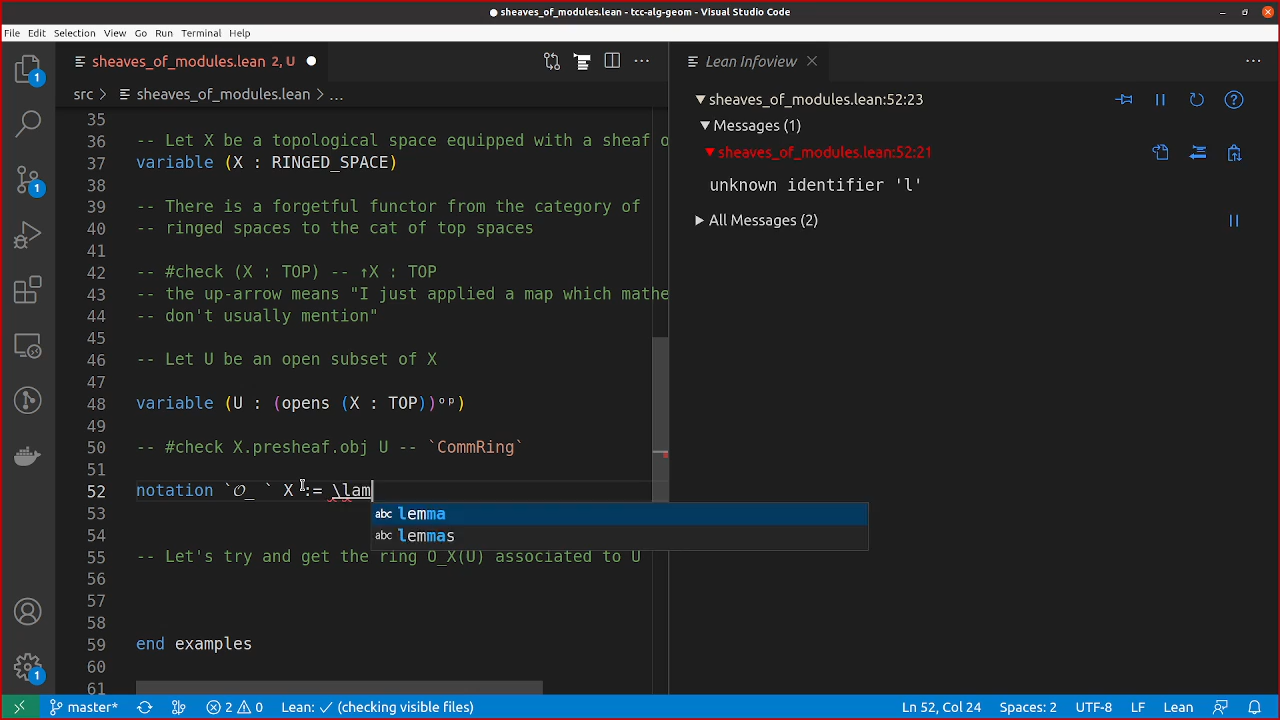 sheaves_of_modules.lean - tcc-alg-geom - Visual Studio Code
File Edit Selection View Go Run Terminal Help
sheaves_of_modules.lean 2, U
src > sheaves_of_modules.lean > ...
35
36 -- Let X be a topological space equipped with a sheaf o
37 variable (X : RINGED_SPACE)
38
39 -- There is a forgetful functor from the category of
40 -- ringed spaces to the cat of top spaces
41
42 -- #check (X : TOP) -- ↑X : TOP
43 -- the up-arrow means "I just applied a map which mathe
44 -- don't usually mention"
45
46 -- Let U be an open subset of X
47
48 variable (U : (opens (X : TOP))ᵒᵖ)
49
50 -- #check X.presheaf.obj U -- `CommRing`
51
52 notation `𝒪_ ` X := \lam
53
abc lemma
54
abc lemmas
55 -- Let's try and get the ring O_X(U) associated to U
56
57
58
59 end examples
60
61
Lean Infoview
sheaves_of_modules.lean:52:23
Messages (1)
sheaves_of_modules.lean:52:21
unknown identifier 'l'
All Messages (2)
1
1
1
master* 2 0 Lean: ✓ (checking visible files) Ln 52, Col 24 Spaces: 2 UTF-8 LF Lean